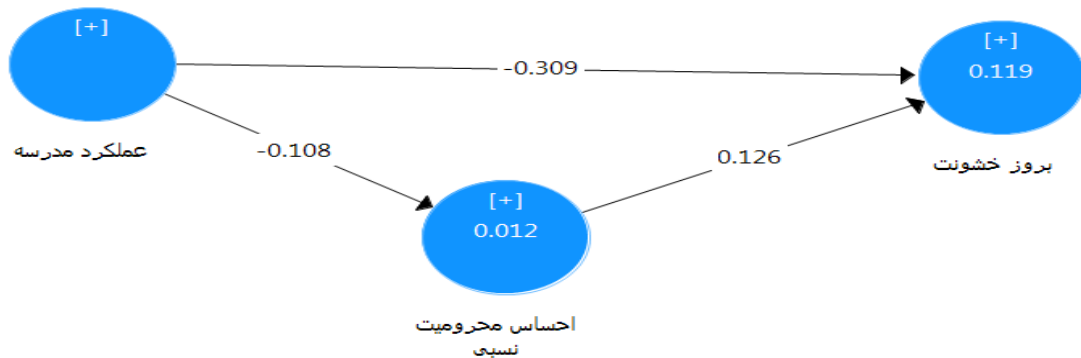 [+]
عملکرد مدرسه
-0.309
[+]
0.119
بروز خشونت
-0.108
0.126
[+]
0.012
احساس محرومیت
نسبی